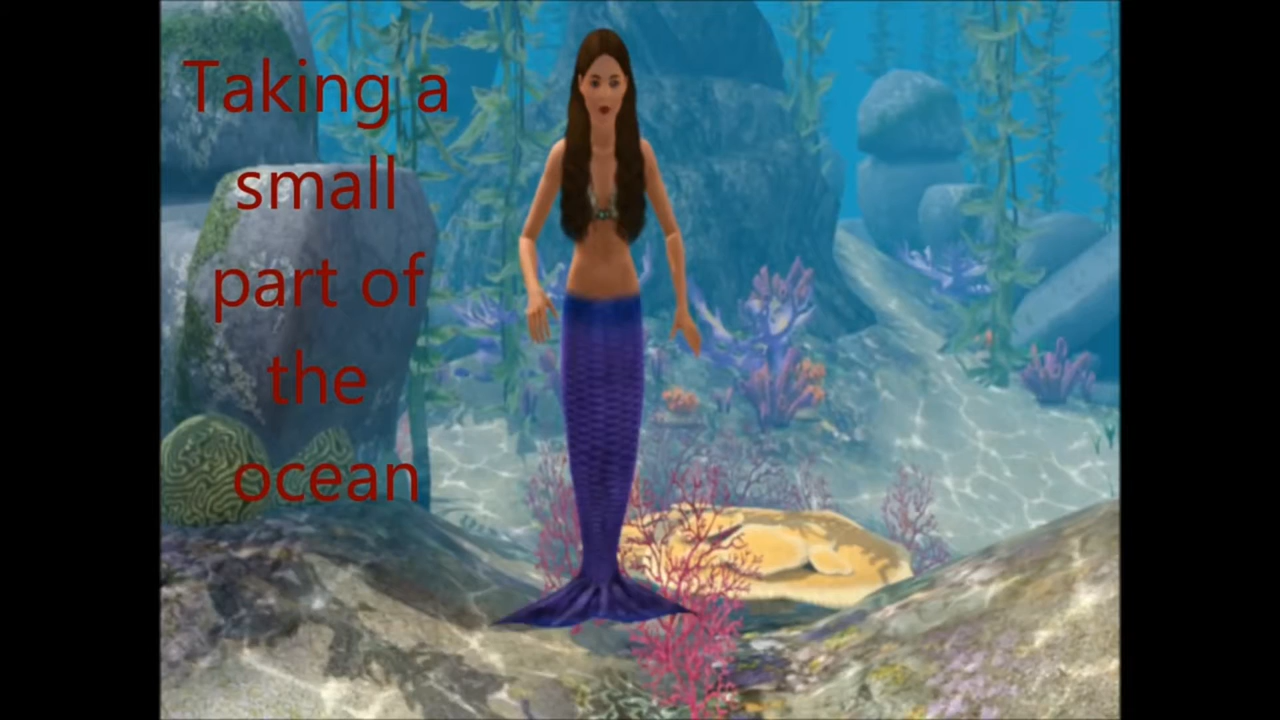 Taking a
small
part of
the
ocean